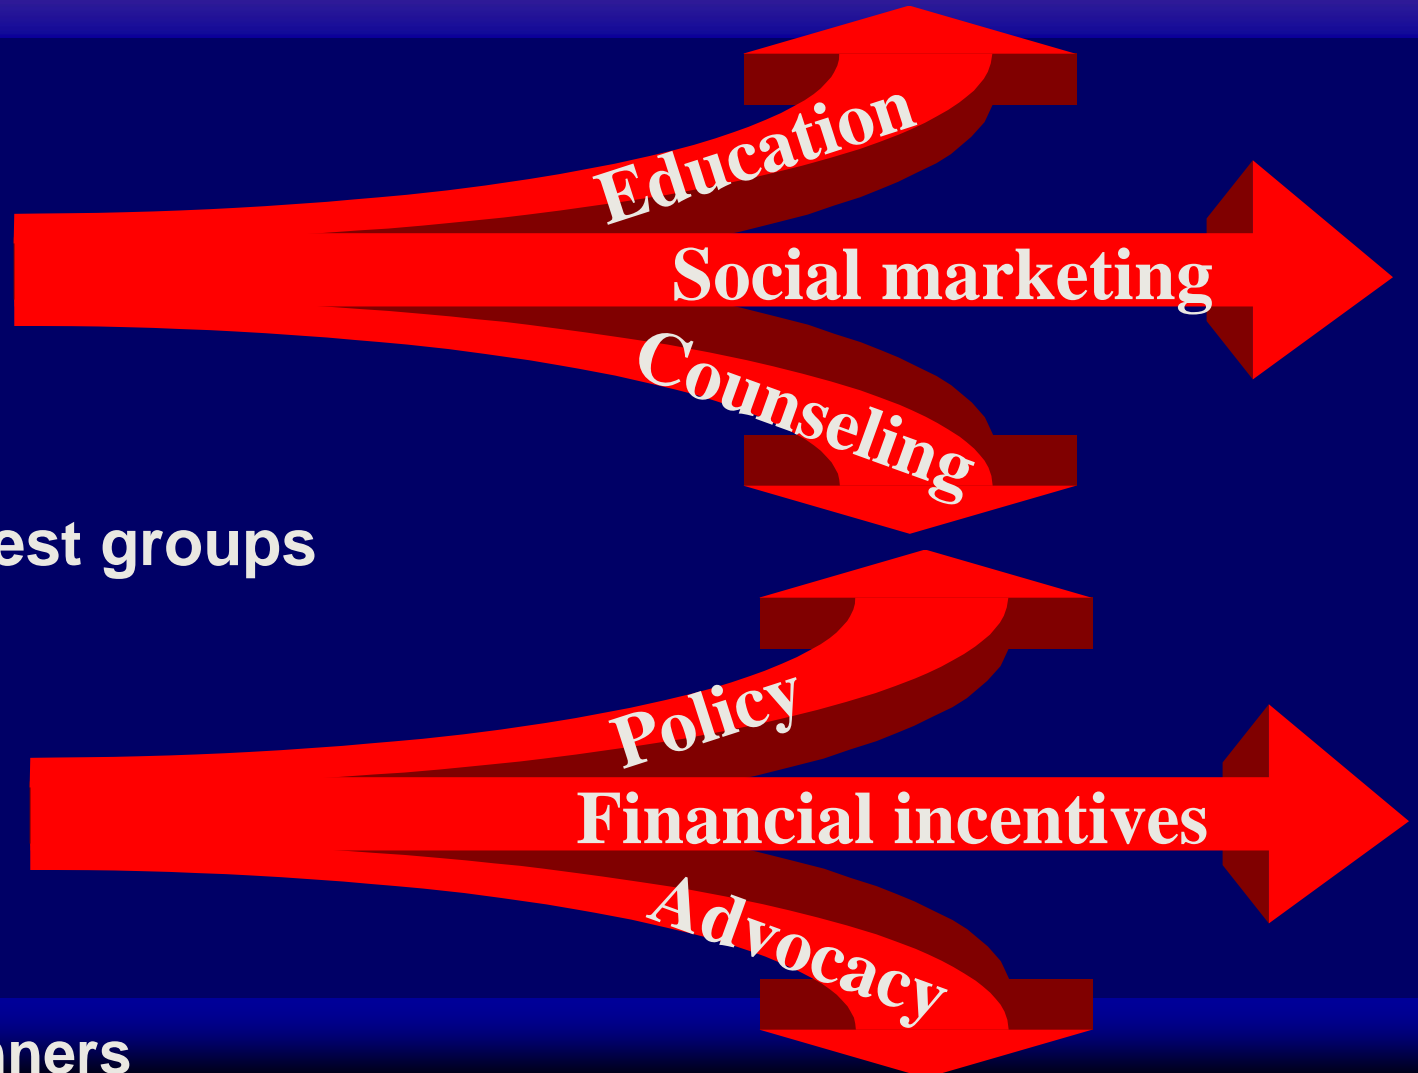 Education
Social marketing
Counseling
est groups
Policy
Financial incentives
Advocacy
ners